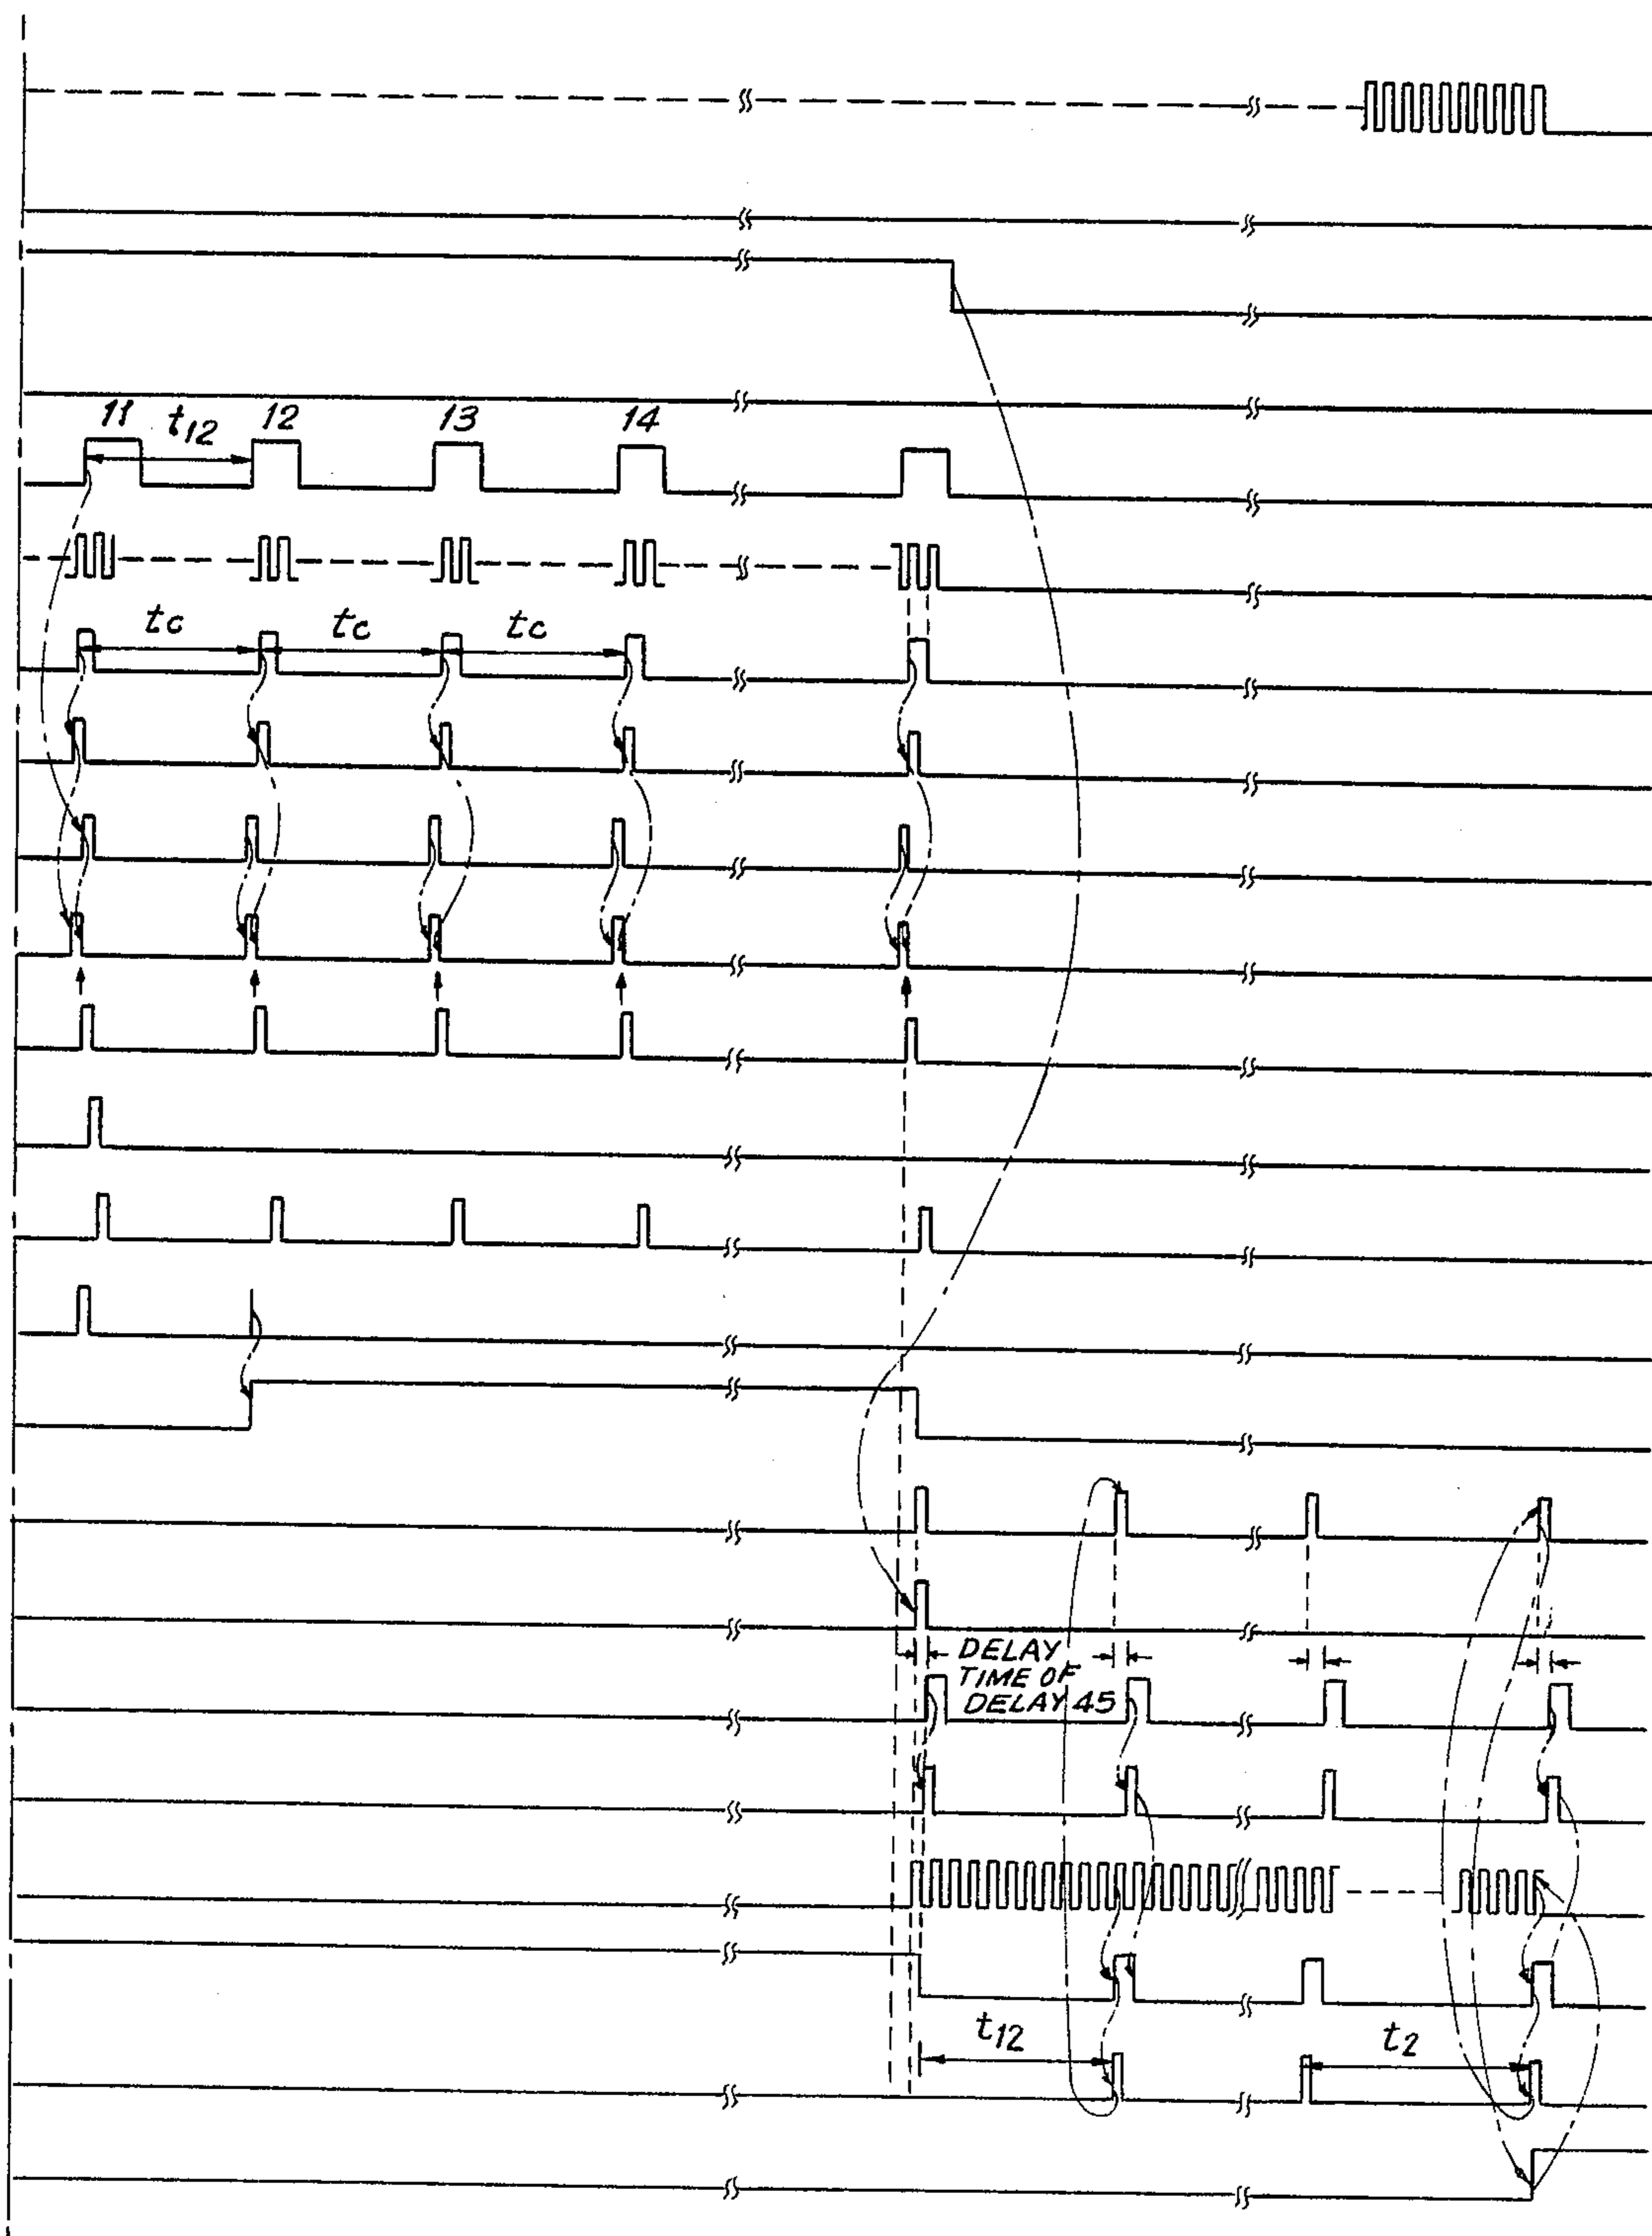 11 t12 12 13 14
tc tc tc
DELAY
TIME OF
DELAY 45
t12 t2